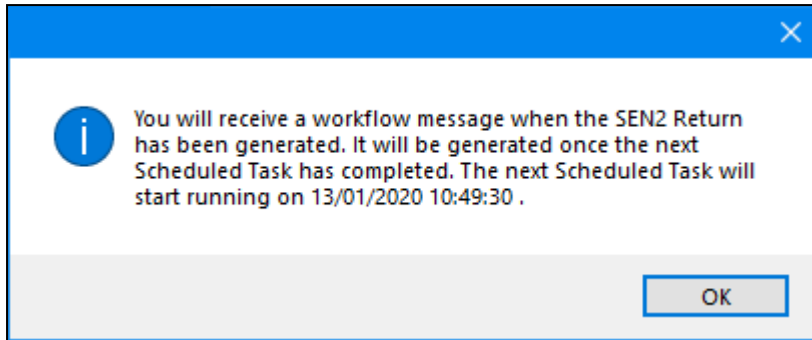 You will receive a workflow message when the SEN2 Return
has been generated. It will be generated once the next
Scheduled Task has completed. The next Scheduled Task will
start running on 13/01/2020 10:49:30 .
OK